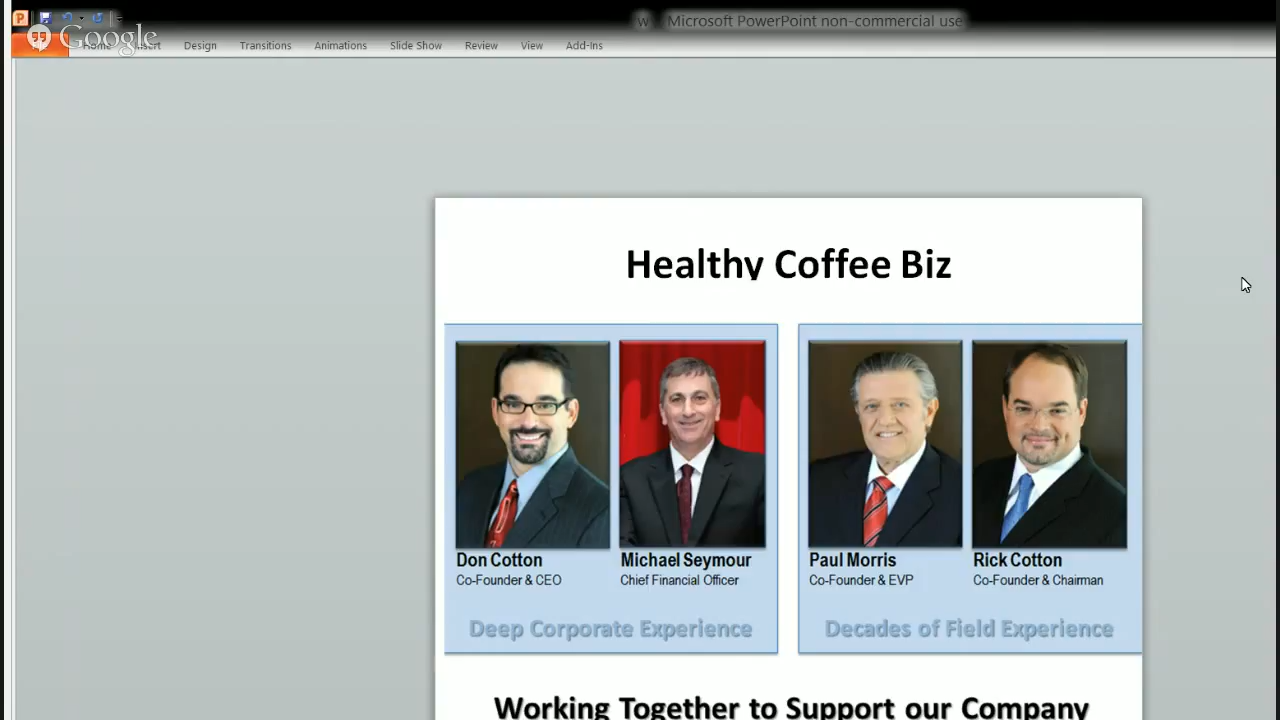 w - Microsoft PowerPoint non-commercial use
Google
Home Insert Design Transitions Animations Slide Show Review View Add-Ins
Healthy Coffee Biz
Don Cotton Michael Seymour Paul Morris Rick Cotton
Co-Founder & CEO Chief Financial Officer Co-Founder & EVP Co-Founder & Chairman
Deep Corporate Experience Decades of Field Experience
Working Together to Support our Company